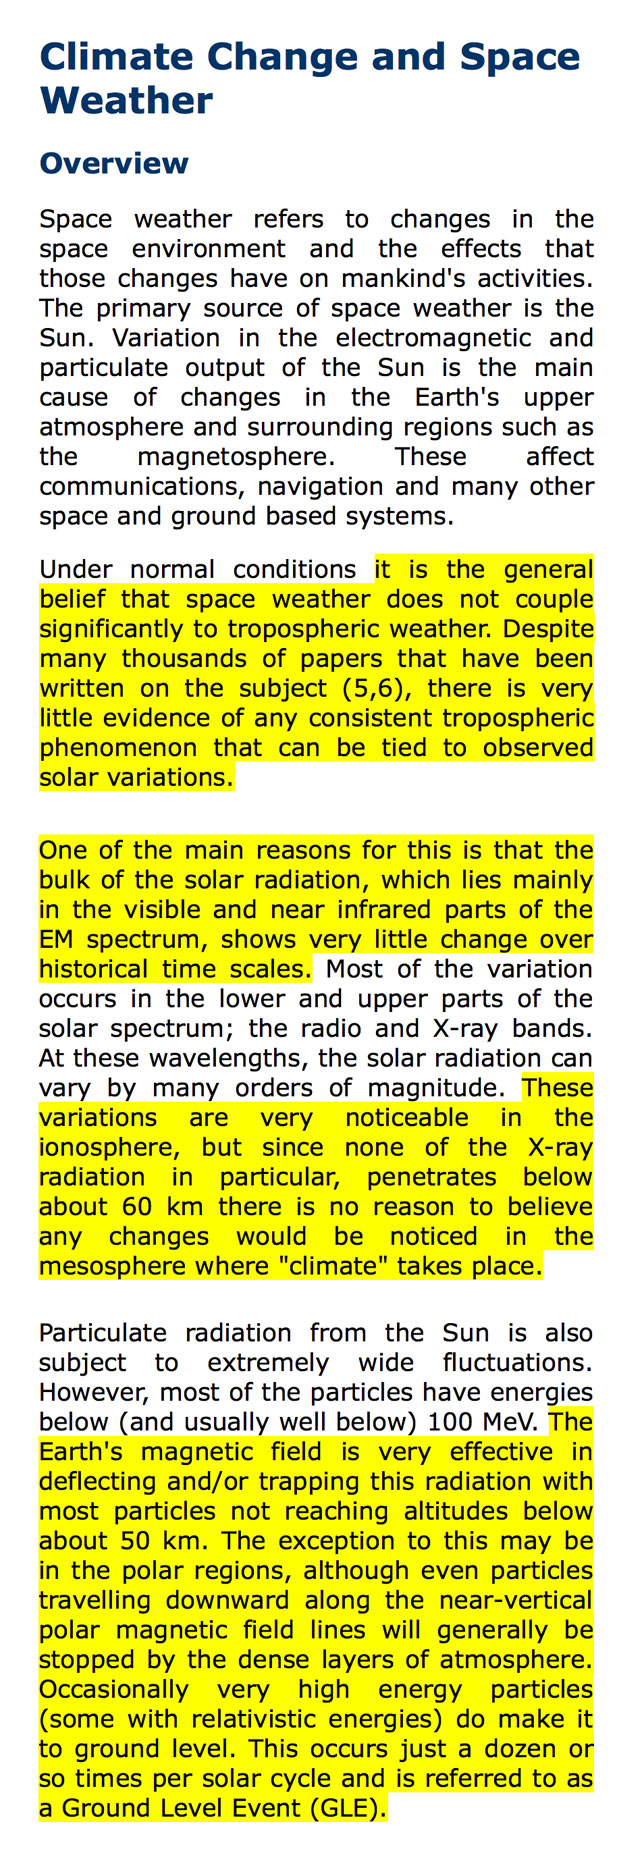 Climate Change and Space
Weather
Overview
Space weather refers to changes in the
space environment and the effects that
those changes have on mankind's activities.
The primary source of space weather is the
Sun. Variation in the electromagnetic and
particulate output of the Sun is the main
cause of changes in the Earth's upper
atmosphere and surrounding regions such as
the magnetosphere. These affect
communications, navigation and many other
space and ground based systems.
Under normal conditions it is the general
belief that space weather does not couple
significantly to tropospheric weather. Despite
many thousands of papers that have been
written on the subject (5,6), there is very
little evidence of any consistent tropospheric
phenomenon that can be tied to observed
solar variations.
One of the main reasons for this is that the
bulk of the solar radiation, which lies mainly
in the visible and near infrared parts of the
EM spectrum, shows very little change over
historical time scales. Most of the variation
occurs in the lower and upper parts of the
solar spectrum; the radio and X-ray bands.
At these wavelengths, the solar radiation can
vary by many orders of magnitude. These
variations are very noticeable in the
ionosphere, but since none of the X-ray
radiation in particular, penetrates below
about 60 km there is no reason to believe
any changes would be noticed in the
mesosphere where "climate" takes place.
Particulate radiation from the Sun is also
subject to extremely wide fluctuations.
However, most of the particles have energies
below (and usually well below) 100 MeV. The
Earth's magnetic field is very effective in
deflecting and/or trapping this radiation with
most particles not reaching altitudes below
about 50 km. The exception to this may be
in the polar regions, although even particles
travelling downward along the near-vertical
polar magnetic field lines will generally be
stopped by the dense layers of atmosphere.
Occasionally very high energy particles
(some with relativistic energies) do make it
to ground level. This occurs just a dozen or
so times per solar cycle and is referred to as
a Ground Level Event (GLE).